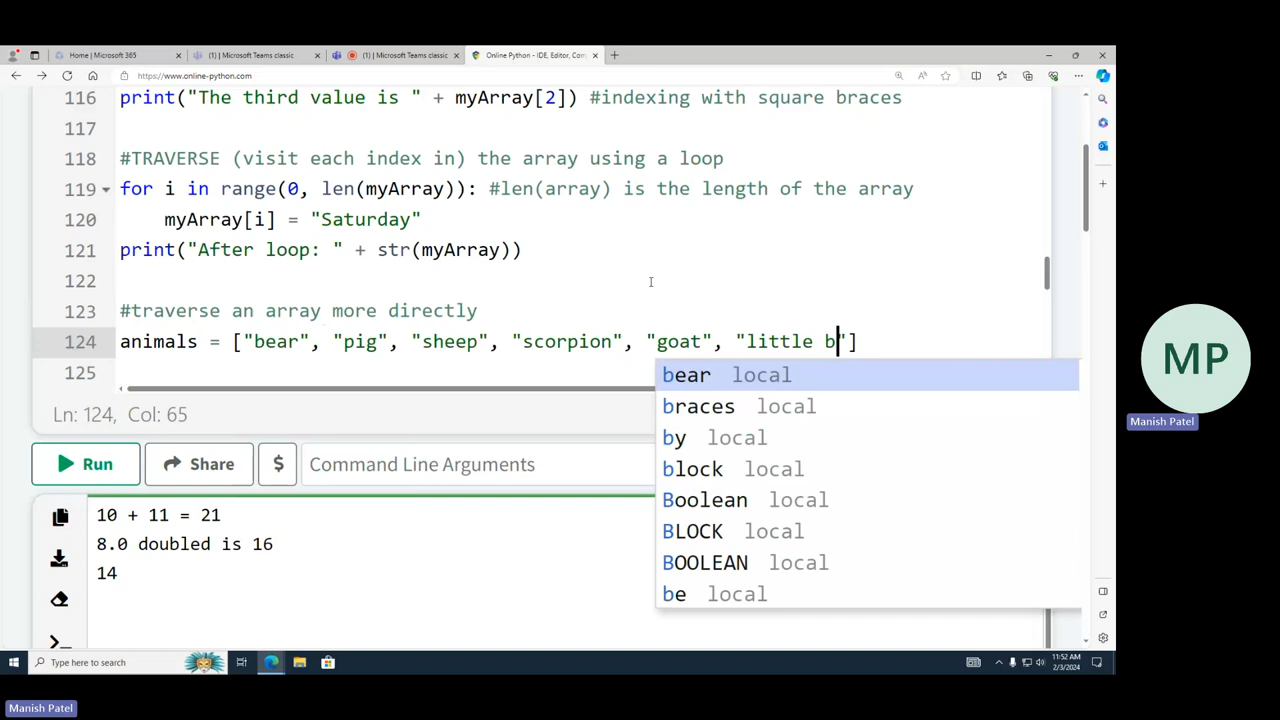 Home | Microsoft 365
(1) | Microsoft Teams classic
(1) | Microsoft Teams classic
Online Python - IDE, Editor, Com
https://www.online-python.com
116 print("The third value is " + myArray[2]) #indexing with square braces
117
118 #TRAVERSE (visit each index in) the array using a loop
119 for i in range(0, len(myArray)): #len(array) is the length of the array
120 myArray[i] = "Saturday"
121 print("After loop: " + str(myArray))
122
123 #traverse an array more directly
124 animals = ["bear", "pig", "sheep", "scorpion", "goat", "little b"]
125
bear local
braces local
by local
block local
Boolean local
BLOCK local
BOOLEAN local
be local
Ln: 124, Col: 65
Run
Share
$
Command Line Arguments
10 + 11 = 21
8.0 doubled is 16
14
MP
Manish Patel
Type here to search
11:52 AM
2/3/2024
Manish Patel